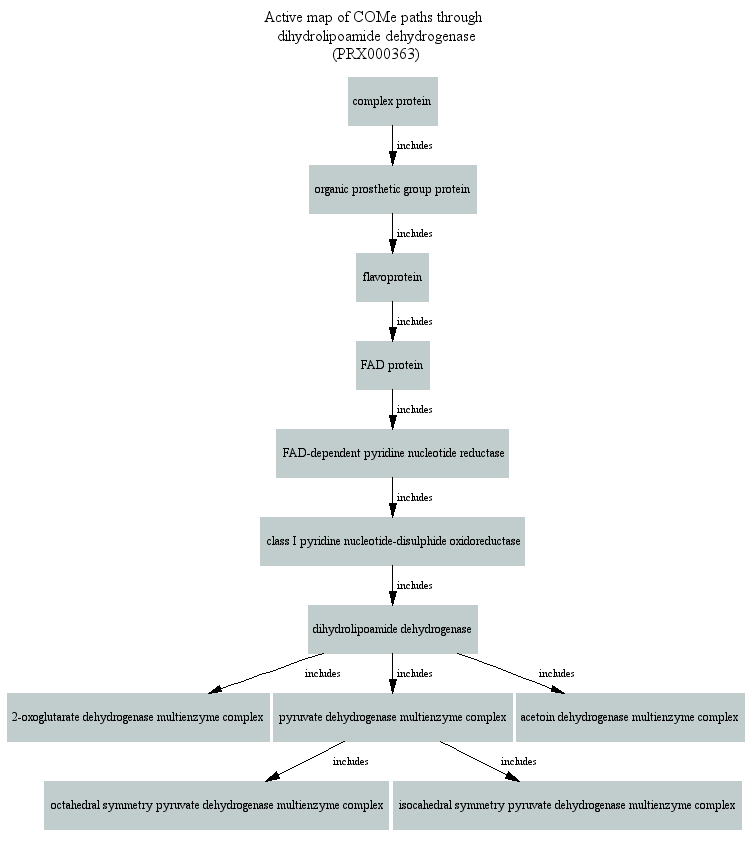 Active map of COMe paths through
dihydrolipoamide dehydrogenase
(PRX000363)
complex protein
includes
organic prosthetic group protein
includes
flavoprotein
includes
FAD protein
includes
FAD-dependent pyridine nucleotide reductase
includes
class I pyridine nucleotide-disulphide oxidoreductase
includes
dihydrolipoamide dehydrogenase
includes includes includes
2-oxoglutarate dehydrogenase multienzyme complex pyruvate dehydrogenase multienzyme complex acetoin dehydrogenase multienzyme complex
includes includes
octahedral symmetry pyruvate dehydrogenase multienzyme complex isocahedral symmetry pyruvate dehydrogenase multienzyme complex